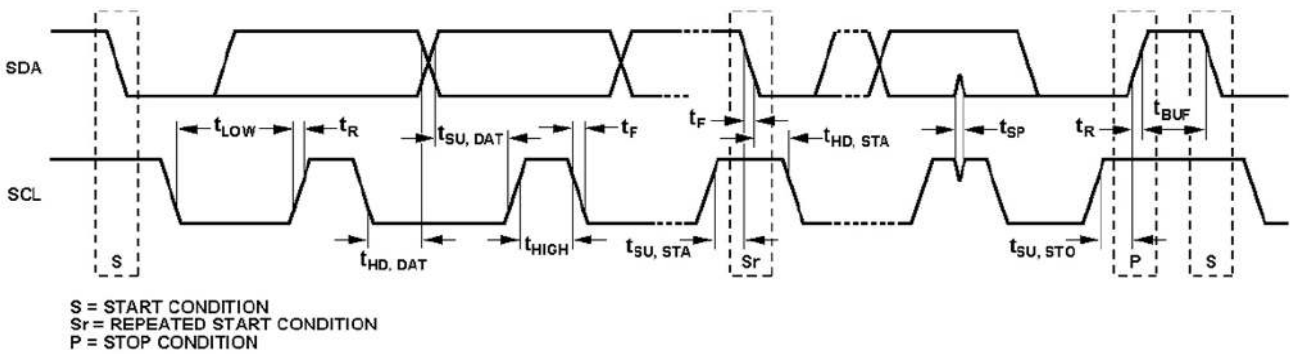 SDA
tLOW tR tSU, DAT tF tF tHD, STA tSP tR tBUF
SCL
S tHD, DAT tHIGH tSU, STA Sr tSU, STO P S
S = START CONDITION
Sr = REPEATED START CONDITION
P = STOP CONDITION